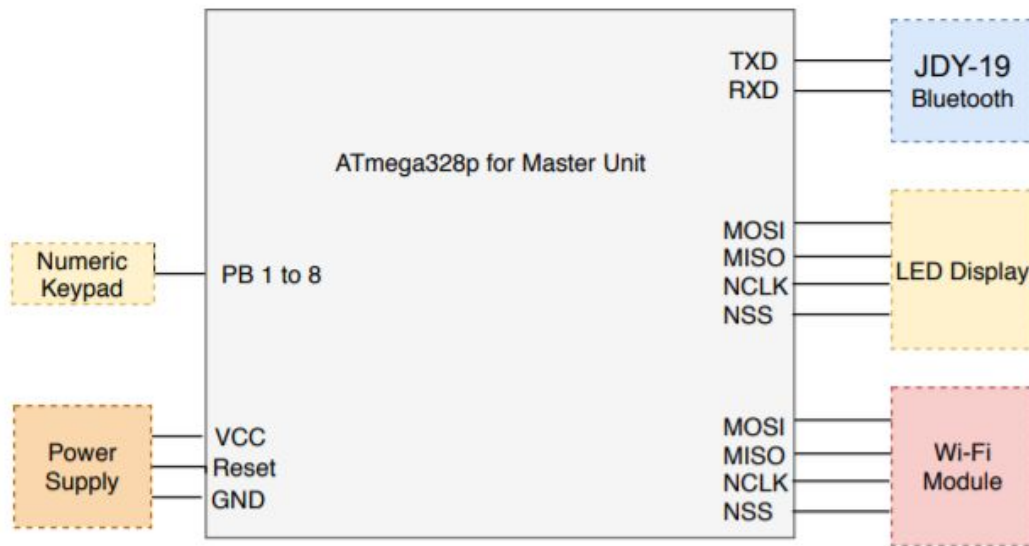 TXD
RXD
JDY-19
Bluetooth
ATmega328p for Master Unit
Numeric
Keypad
PB 1 to 8
MOSI
MISO
NCLK
NSS
LED Display
Power
Supply
VCC
Reset
GND
MOSI
MISO
NCLK
NSS
Wi-Fi
Module